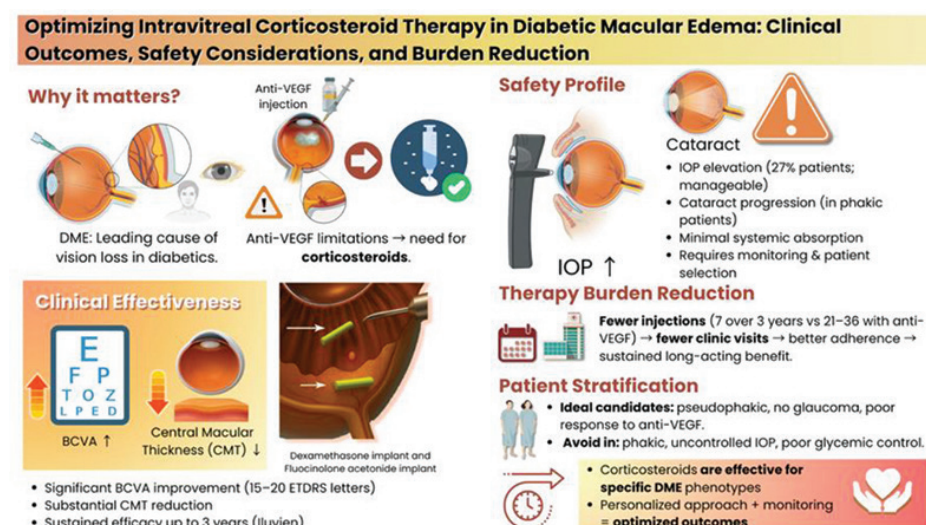 Optimizing Intravitreal Corticosteroid Therapy in Diabetic Macular Edema: Clinical
Outcomes, Safety Considerations, and Burden Reduction
Why it matters?
Anti-VEGF
injection
DME: Leading cause of
vision loss in diabetics.
Anti-VEGF limitations → need for
corticosteroids.
Clinical Effectiveness
E
F P
T O Z
L P E D
BCVA ↑
Central Macular
Thickness (CMT) ↓
Dexamethasone implant and
Fluocinolone acetonide implant
• Significant BCVA improvement (15–20 ETDRS letters)
• Substantial CMT reduction
• Sustained efficacy up to 3 years (Iluvien)
Safety Profile
IOP ↑
Cataract
• IOP elevation (27% patients;
manageable)
• Cataract progression (in phakic
patients)
• Minimal systemic absorption
• Requires monitoring & patient
selection
Therapy Burden Reduction
Fewer injections (7 over 3 years vs 21–36 with anti-
VEGF) → fewer clinic visits → better adherence →
sustained long-acting benefit.
Patient Stratification
• Ideal candidates: pseudophakic, no glaucoma, poor
response to anti-VEGF.
• Avoid in: phakic, uncontrolled IOP, poor glycemic control.
• Corticosteroids are effective for
specific DME phenotypes
• Personalized approach + monitoring
= optimized outcomes